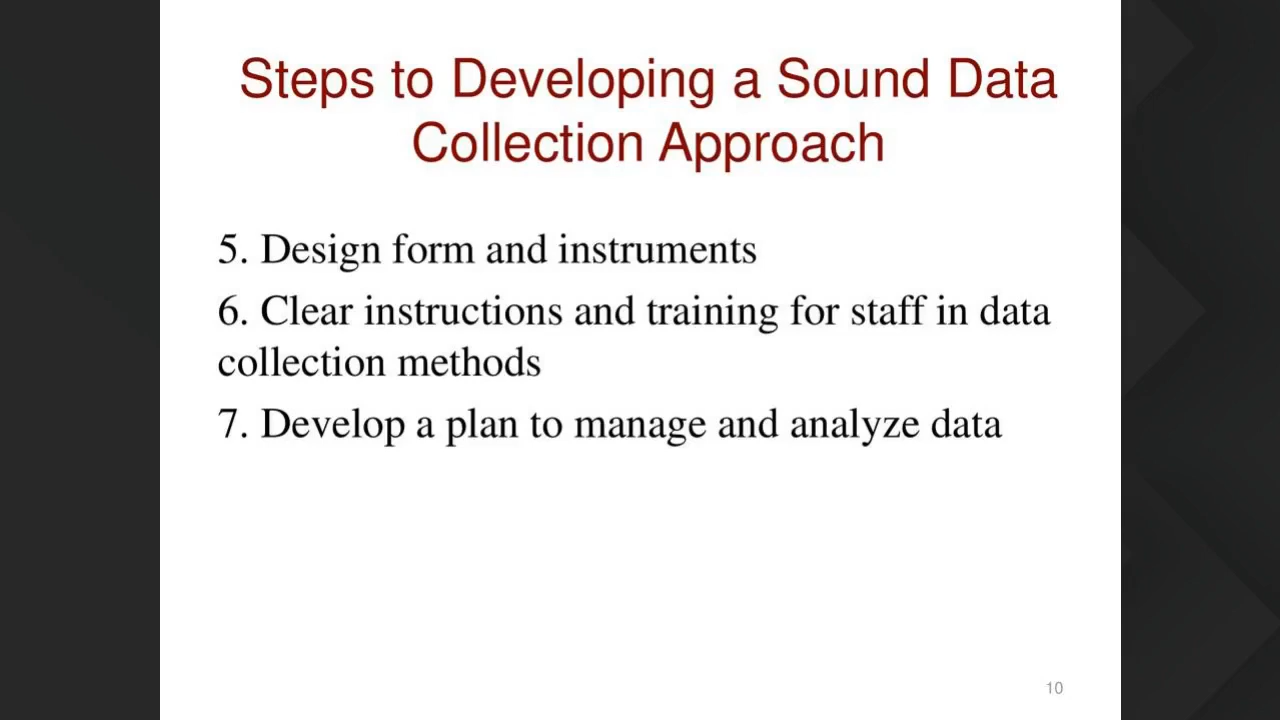 Steps to Developing a Sound Data
Collection Approach
5. Design form and instruments
6. Clear instructions and training for staff in data
collection methods
7. Develop a plan to manage and analyze data
10